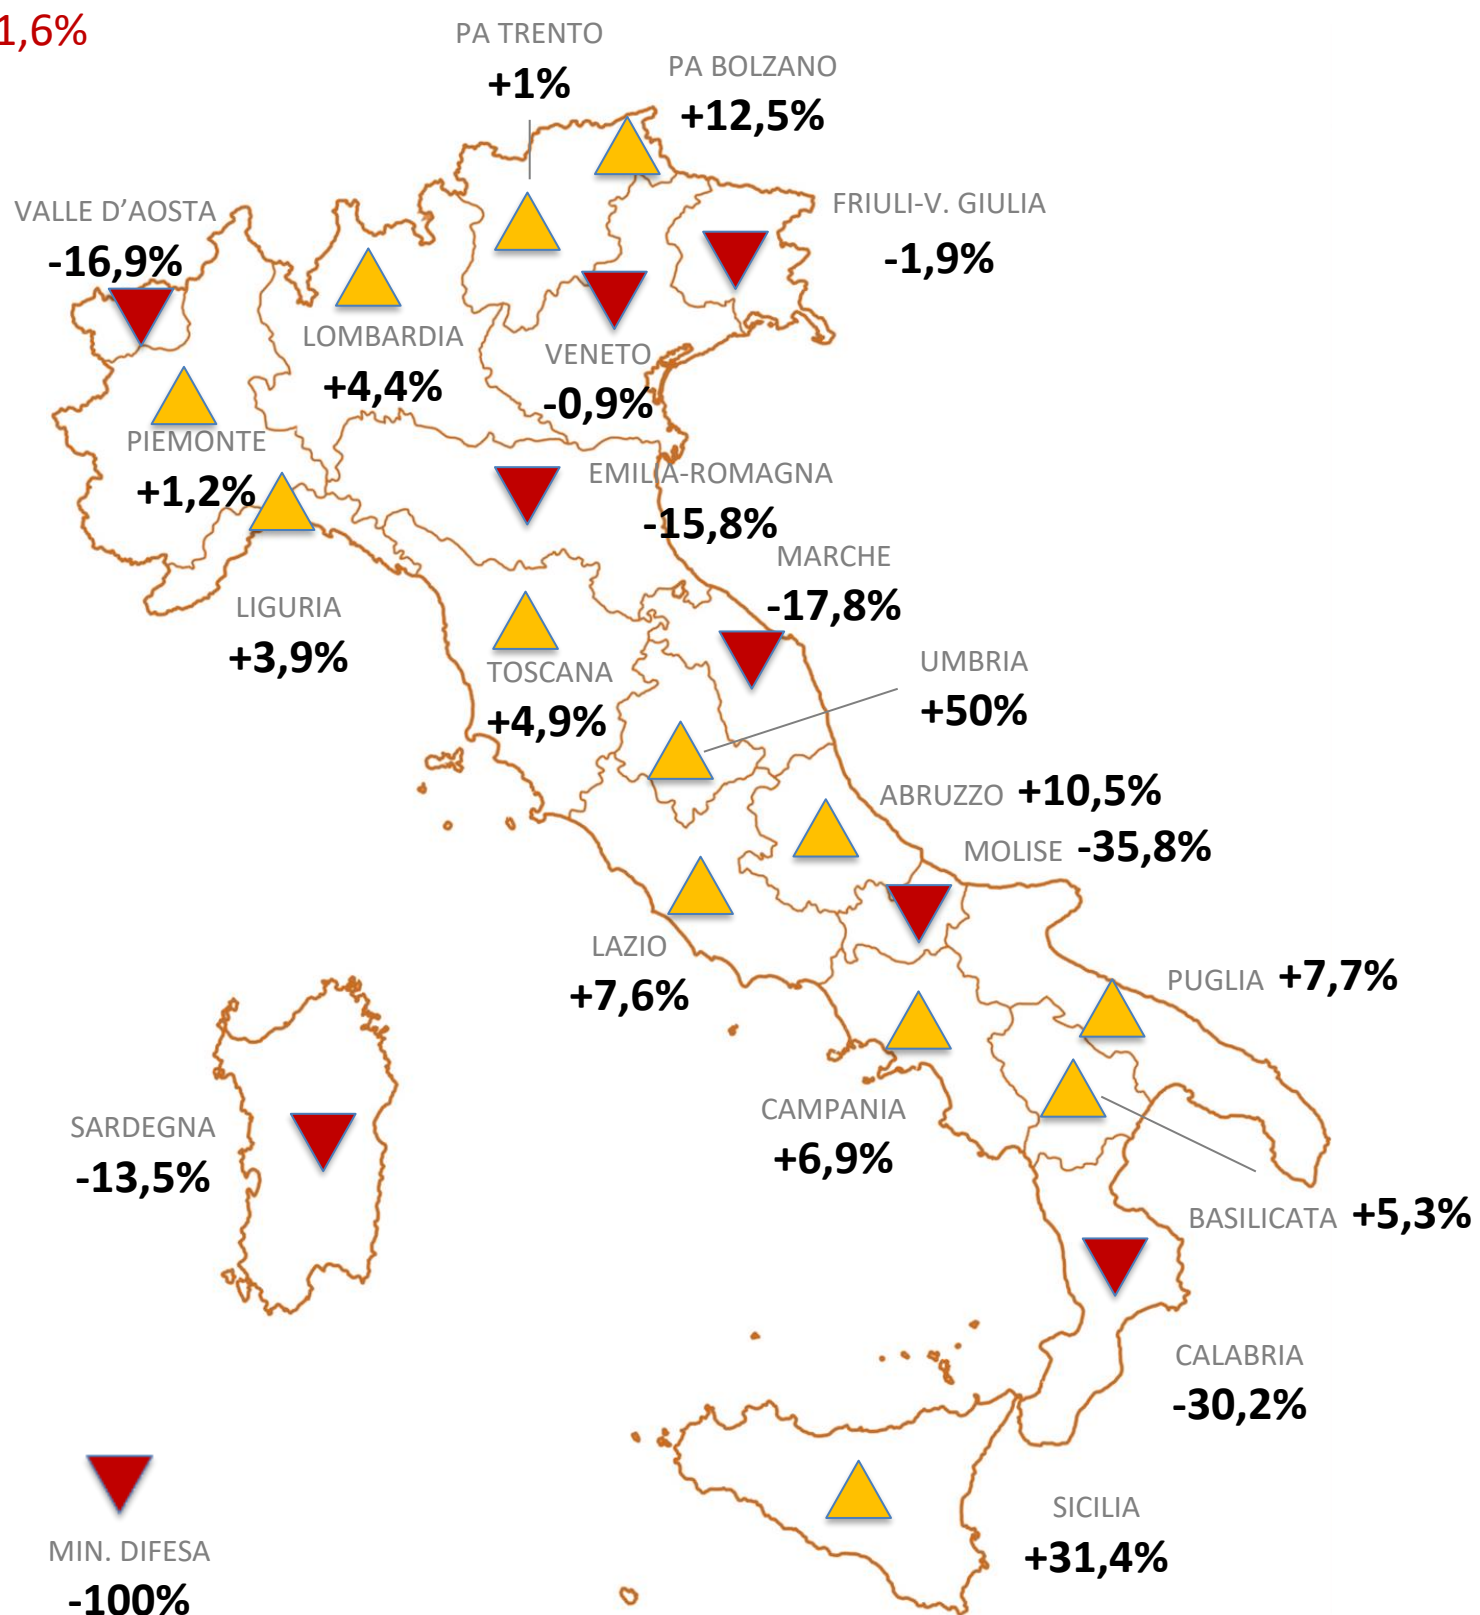 1,6%
PA TRENTO
+1%
PA BOLZANO
+12,5%
VALLE D’AOSTA
-16,9%
FRIULI-V. GIULIA
-1,9%
LOMBARDIA
+4,4%
VENETO
-0,9%
PIEMONTE
+1,2%
EMILIA-ROMAGNA
-15,8%
MARCHE
-17,8%
LIGURIA
+3,9%
TOSCANA
+4,9%
UMBRIA
+50%
ABRUZZO +10,5%
MOLISE -35,8%
LAZIO
+7,6%
PUGLIA +7,7%
CAMPANIA
+6,9%
SARDEGNA
-13,5%
BASILICATA +5,3%
CALABRIA
-30,2%
SICILIA
+31,4%
MIN. DIFESA
-100%